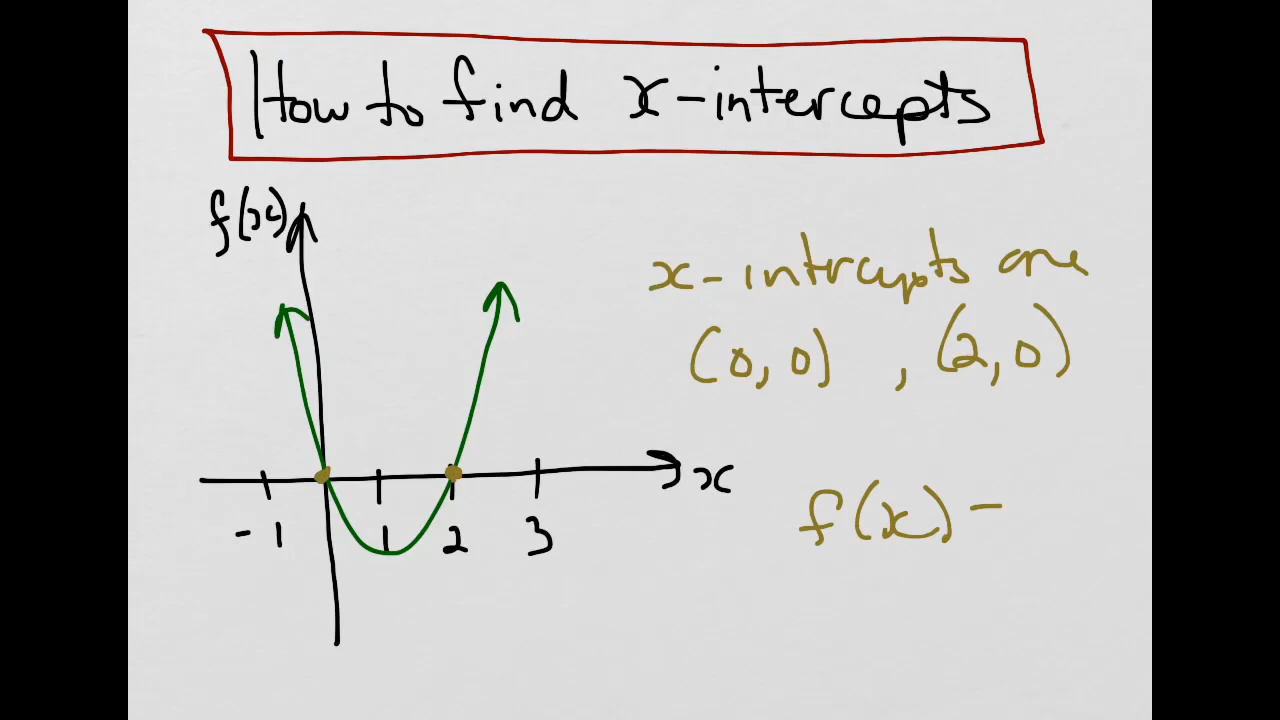 How to find x-intercepts
f(x)
x-intercepts are
(0,0) , (2,0)
x
f(x) -
-1 1 2 3